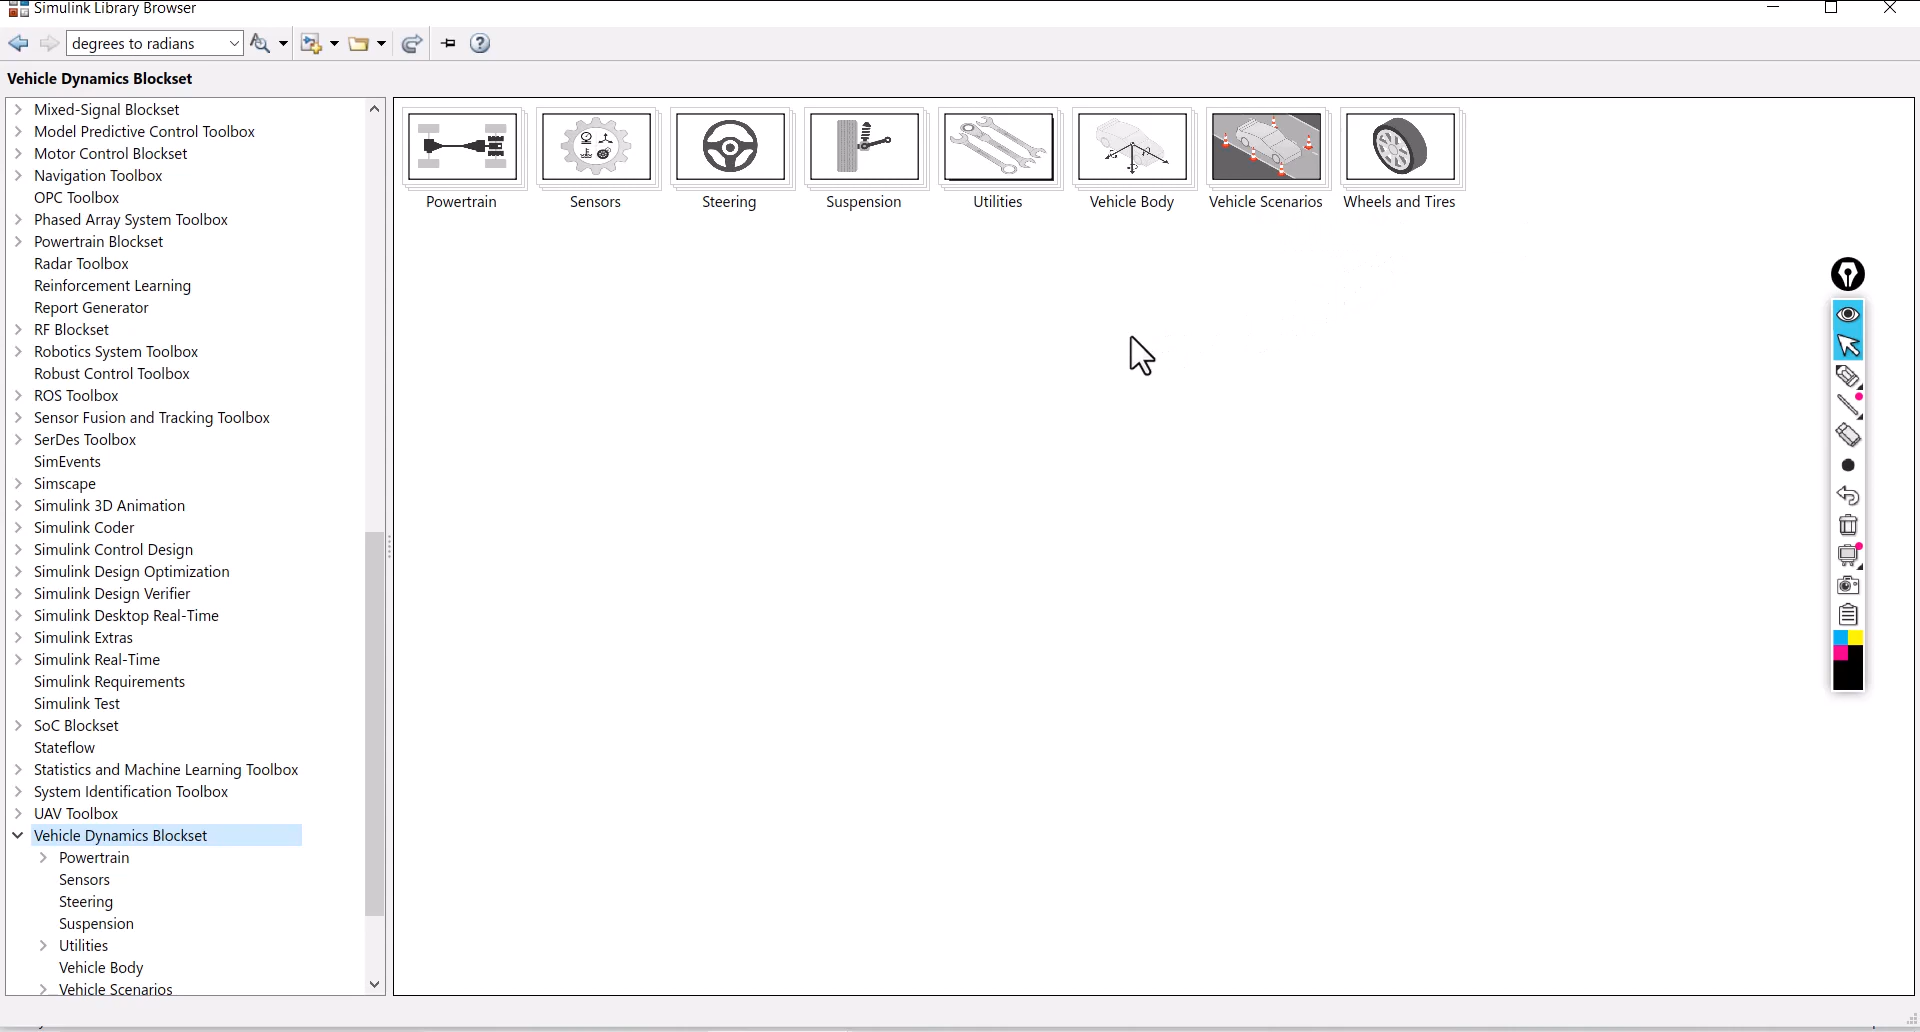 Simulink Library Browser
degrees to radians
Vehicle Dynamics Blockset
Mixed-Signal Blockset
Model Predictive Control Toolbox
Motor Control Blockset
Navigation Toolbox
OPC Toolbox
Phased Array System Toolbox
Powertrain Blockset
Radar Toolbox
Reinforcement Learning
Report Generator
RF Blockset
Robotics System Toolbox
Robust Control Toolbox
ROS Toolbox
Sensor Fusion and Tracking Toolbox
SerDes Toolbox
SimEvents
Simscape
Simulink 3D Animation
Simulink Coder
Simulink Control Design
Simulink Design Optimization
Simulink Design Verifier
Simulink Desktop Real-Time
Simulink Extras
Simulink Real-Time
Simulink Requirements
Simulink Test
SoC Blockset
Stateflow
Statistics and Machine Learning Toolbox
System Identification Toolbox
UAV Toolbox
Vehicle Dynamics Blockset
Powertrain
Sensors
Steering
Suspension
Utilities
Vehicle Body
Vehicle Scenarios
Powertrain Sensors Steering Suspension Utilities Vehicle Body Vehicle Scenarios Wheels and Tires